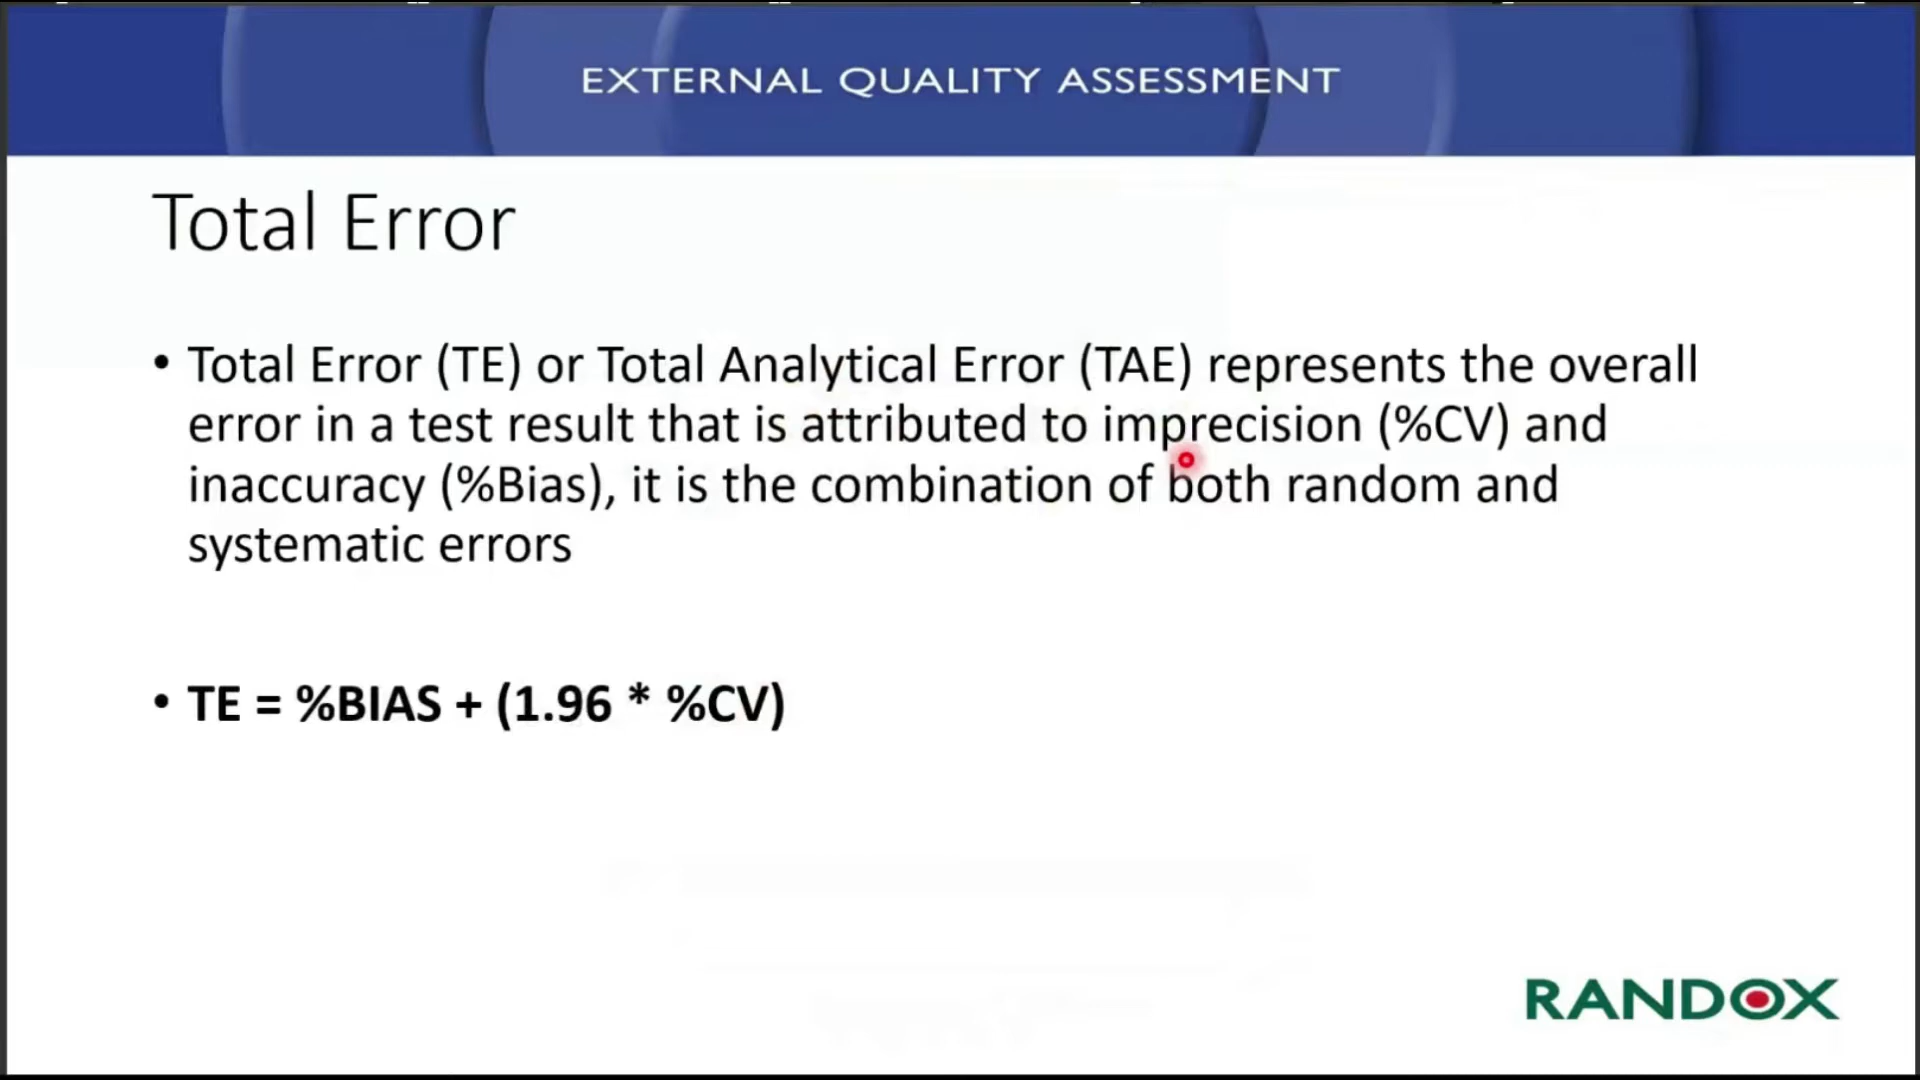 EXTERNAL QUALITY ASSESSMENT
Total Error
• Total Error (TE) or Total Analytical Error (TAE) represents the overall
error in a test result that is attributed to imprecision (%CV) and
inaccuracy (%Bias), it is the combination of both random and
systematic errors
• TE = %BIAS + (1.96 * %CV)
RANDOX